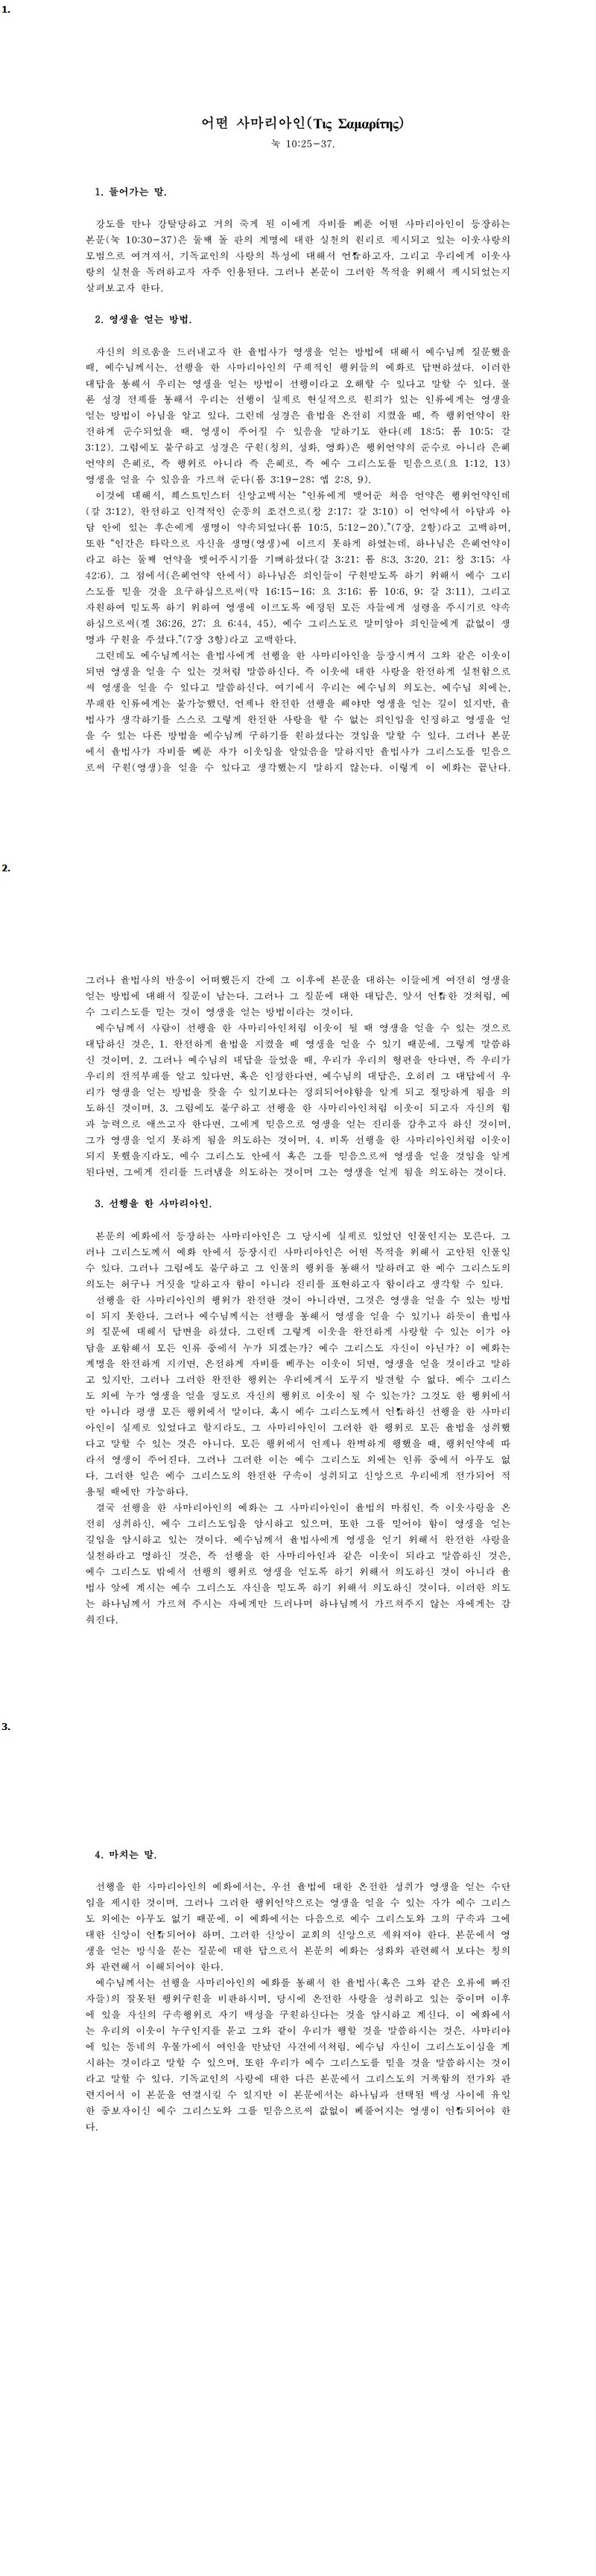 1.
어떤 사마리아인(Τις Σαμαρίτης)
눅 10:25-37.
1. 들어가는 말.
강도를 만나 강탈당하고 거의 죽게 된 이에게 자비를 베푼 어떤 사마리아인이 등장하는
본문(눅 10:30-37)은 둘째 돌 판의 계명에 대한 실천의 원리로 제시되고 있는 이웃사랑의
모범으로 여겨져서, 기독교인의 사랑의 특성에 대해서 언급하고자, 그리고 우리에게 이웃사
랑의 실천을 독려하고자 자주 인용된다. 그러나 본문이 그러한 목적을 위해서 제시되었는지
살펴보고자 한다.
2. 영생을 얻는 방법.
자신의 의로움을 드러내고자 한 율법사가 영생을 얻는 방법에 대해서 예수님께 질문했을
때, 예수님께서는, 선행을 한 사마리아인의 구체적인 행위들의 예화로 답변하셨다. 이러한
대답을 통해서 우리는 영생을 얻는 방법이 선행이라고 오해할 수 있다고 말할 수 있다. 물
론 성경 전체를 통해서 우리는 선행이 실제로 현실적으로 원죄가 있는 인류에게는 영생을
얻는 방법이 아님을 알고 있다. 그런데 성경은 율법을 온전히 지켰을 때, 즉 행위언약이 완
전하게 준수되었을 때, 영생이 주어질 수 있음을 말하기도 한다(레 18:5; 롬 10:5; 갈
3:12). 그럼에도 불구하고 성경은 구원(칭의, 성화, 영화)은 행위언약의 준수로 아니라 은혜
언약의 은혜로, 즉 행위로 아니라 즉 은혜로, 즉 예수 그리스도를 믿음으로(요 1:12, 13)
영생을 얻을 수 있음을 가르쳐 준다(롬 3:19-28; 엡 2:8, 9).
이것에 대해서, 웨스트민스터 신앙고백서는 "인류에게 맺어준 처음 언약은 행위언약인데
(갈 3:12), 완전하고 인격적인 순종의 조건으로(창 2:17; 갈 3:10) 이 언약에서 아담과 아
담 안에 있는 후손에게 생명이 약속되었다(롬 10:5, 5:12-20)."(7장, 2항)라고 고백하며,
또한 "인간은 타락으로 자신을 생명(영생)에 이르지 못하게 하였는데, 하나님은 은혜언약이
라고 하는 둘째 언약을 맺어주시기를 기뻐하셨다(갈 3:21; 롬 8:3, 3:20, 21; 창 3:15; 사
42:6). 그 점에서(은혜언약 안에서) 하나님은 죄인들이 구원받도록 하기 위해서 예수 그리
스도를 믿을 것을 요구하심으로써(막 16:15-16; 요 3:16; 롬 10:6, 9; 갈 3:11), 그리고
자원하여 믿도록 하기 위하여 영생에 이르도록 예정된 모든 자들에게 성령을 주시기로 약속
하심으로써(겔 36:26, 27; 요 6:44, 45), 예수 그리스도로 말미암아 죄인들에게 값없이 생
명과 구원을 주셨다."(7장 3항)라고 고백한다.
그런데도 예수님께서는 율법사에게 선행을 한 사마리아인을 등장시켜서 그와 같은 이웃이
되면 영생을 얻을 수 있는 것처럼 말씀하신다. 즉 이웃에 대한 사랑을 완전하게 실천함으로
써 영생을 얻을 수 있다고 말씀하신다. 여기에서 우리는 예수님의 의도는, 예수님 외에는,
부패한 인류에게는 불가능했던, 언제나 완전한 선행을 해야만 영생을 얻는 길이 있지만, 율
법사가 생각하기를 스스로 그렇게 완전한 사랑을 할 수 없는 죄인임을 인정하고 영생을 얻
을 수 있는 다른 방법을 예수님께 구하기를 원하셨다는 것임을 말할 수 있다. 그러나 본문
에서 율법사가 자비를 베푼 자가 이웃임을 알았음을 말하지만 율법사가 그리스도를 믿음으
로써 구원(영생)을 얻을 수 있다고 생각했는지 말하지 않는다. 이렇게 이 예화는 끝난다.
2.
그러나 율법사의 반응이 어떠했든지 간에 그 이후에 본문을 대하는 이들에게 여전히 영생을
얻는 방법에 대해서 질문이 남는다. 그러나 그 질문에 대한 대답은, 앞서 언급한 것처럼, 예
수 그리스도를 믿는 것이 영생을 얻는 방법이라는 것이다.
예수님께서 사람이 선행을 한 사마리아인처럼 이웃이 될 때 영생을 얻을 수 있는 것으로
대답하신 것은, 1. 완전하게 율법을 지켰을 때 영생을 얻을 수 있기 때문에, 그렇게 말씀하
신 것이며, 2. 그러나 예수님의 대답을 들었을 때, 우리가 우리의 형편을 안다면, 즉 우리가
우리의 전적부패를 알고 있다면, 혹은 인정한다면, 예수님의 대답은, 오히려 그 대답에서 우
리가 영생을 얻는 방법을 찾을 수 있기보다는 정죄되어야함을 알게 되고 절망하게 됨을 의
도하신 것이며, 3. 그럼에도 불구하고 선행을 한 사마리아인처럼 이웃이 되고자 자신의 힘
과 능력으로 애쓰고자 한다면, 그에게 믿음으로 영생을 얻는 진리를 감추고자 하신 것이며,
그가 영생을 얻지 못하게 됨을 의도하는 것이며, 4. 비록 선행을 한 사마리아인처럼 이웃이
되지 못했을지라도, 예수 그리스도 안에서 혹은 그를 믿음으로써 영생을 얻을 것임을 알게
된다면, 그에게 진리를 드러냄을 의도하는 것이며 그는 영생을 얻게 됨을 의도하는 것이다.
3. 선행을 한 사마리아인.
본문의 예화에서 등장하는 사마리아인은 그 당시에 실제로 있었던 인물인지는 모른다. 그
러나 그리스도께서 예화 안에서 등장시킨 사마리아인은 어떤 목적을 위해서 고안된 인물일
수 있다. 그러나 그럼에도 불구하고 그 인물의 행위를 통해서 말하려고 한 예수 그리스도의
의도는 허구나 거짓을 말하고자 함이 아니라 진리를 표현하고자 함이라고 생각할 수 있다.
선행을 한 사마리아인의 행위가 완전한 것이 아니라면, 그것은 영생을 얻을 수 있는 방법
이 되지 못한다. 그러나 예수님께서는 선행을 통해서 영생을 얻을 수 있기나 하듯이 율법사
의 질문에 대해서 답변을 하셨다. 그런데 그렇게 이웃을 완전하게 사랑할 수 있는 이가 아
담을 포함해서 모든 인류 중에서 누가 되겠는가? 예수 그리스도 자신이 아닌가? 이 예화는
계명을 완전하게 지키면, 온전하게 자비를 베푸는 이웃이 되면, 영생을 얻을 것이라고 말하
고 있지만, 그러나 그러한 완전한 행위는 우리에게서 도무지 발견할 수 없다. 예수 그리스
도 외에 누가 영생을 얻을 정도로 자신의 행위로 이웃이 될 수 있는가? 그것도 한 행위에서
만 아니라 평생 모든 행위에서 말이다. 혹시 예수 그리스도께서 언급하신 선행을 한 사마리
아인이 실제로 있었다고 할지라도, 그 사마리아인이 그러한 한 행위로 모든 율법을 성취했
다고 말할 수 있는 것은 아니다. 모든 행위에서 언제나 완벽하게 행했을 때, 행위언약에 따
라서 영생이 주어진다. 그러나 그러한 이는 예수 그리스도 외에는 인류 중에서 아무도 없
다. 그러한 일은 예수 그리스도의 완전한 구속이 성취되고 신앙으로 우리에게 전가되어 적
용될 때에만 가능하다.
결국 선행을 한 사마리아인의 예화는 그 사마리아인이 율법의 마침인, 즉 이웃사랑을 온
전히 성취하신, 예수 그리스도임을 암시하고 있으며, 또한 그를 믿어야 함이 영생을 얻는
길임을 암시하고 있는 것이다. 예수님께서 율법사에게 영생을 얻기 위해서 완전한 사랑을
실천하라고 명하신 것은, 즉 선행을 한 사마리아인과 같은 이웃이 되라고 말씀하신 것은,
예수 그리스도 밖에서 선행의 행위로 영생을 얻도록 하기 위해서 의도하신 것이 아니라 율
법사 앞에 계시는 예수 그리스도 자신을 믿도록 하기 위해서 의도하신 것이다. 이러한 의도
는 하나님께서 가르쳐 주시는 자에게만 드러나며 하나님께서 가르쳐주지 않는 자에게는 감
춰진다.
3.
4. 마치는 말.
선행을 한 사마리아인의 예화에서는, 우선 율법에 대한 온전한 성취가 영생을 얻는 수단
임을 제시한 것이며, 그러나 그러한 행위언약으로는 영생을 얻을 수 있는 자가 예수 그리스
도 외에는 아무도 없기 때문에, 이 예화에서는 다음으로 예수 그리스도와 그의 구속과 그에
대한 신앙이 언급되어야 하며, 그러한 신앙이 교회의 신앙으로 세워져야 한다. 본문에서 영
생을 얻는 방식을 묻는 질문에 대한 답으로서 본문의 예화는 성화와 관련해서 보다는 칭의
와 관련해서 이해되어야 한다.
예수님께서는 선행을 사마리아인의 예화를 통해서 한 율법사(혹은 그와 같은 오류에 빠진
자들)의 잘못된 행위구원을 비판하시며, 당시에 온전한 사랑을 성취하고 있는 중이며 이후
에 있을 자신의 구속행위로 자기 백성을 구원하신다는 것을 암시하고 계신다. 이 예화에서
는 우리의 이웃이 누구인지를 묻고 그와 같이 우리가 행할 것을 말씀하시는 것은, 사마리아
에 있는 동네의 우물가에서 여인을 만났던 사건에서처럼, 예수님 자신이 그리스도이심을 계
시하는 것이라고 말할 수 있으며, 또한 우리가 예수 그리스도를 믿을 것을 말씀하시는 것이
라고 말할 수 있다. 기독교인의 사랑에 대한 다른 본문에서 그리스도의 거룩함의 전가와 관
련지어서 이 본문을 연결시킬 수 있지만 이 본문에서는 하나님과 선택된 백성 사이에 유일
한 중보자이신 예수 그리스도와 그를 믿음으로써 값없이 베풀어지는 영생이 언급되어야 한
다.